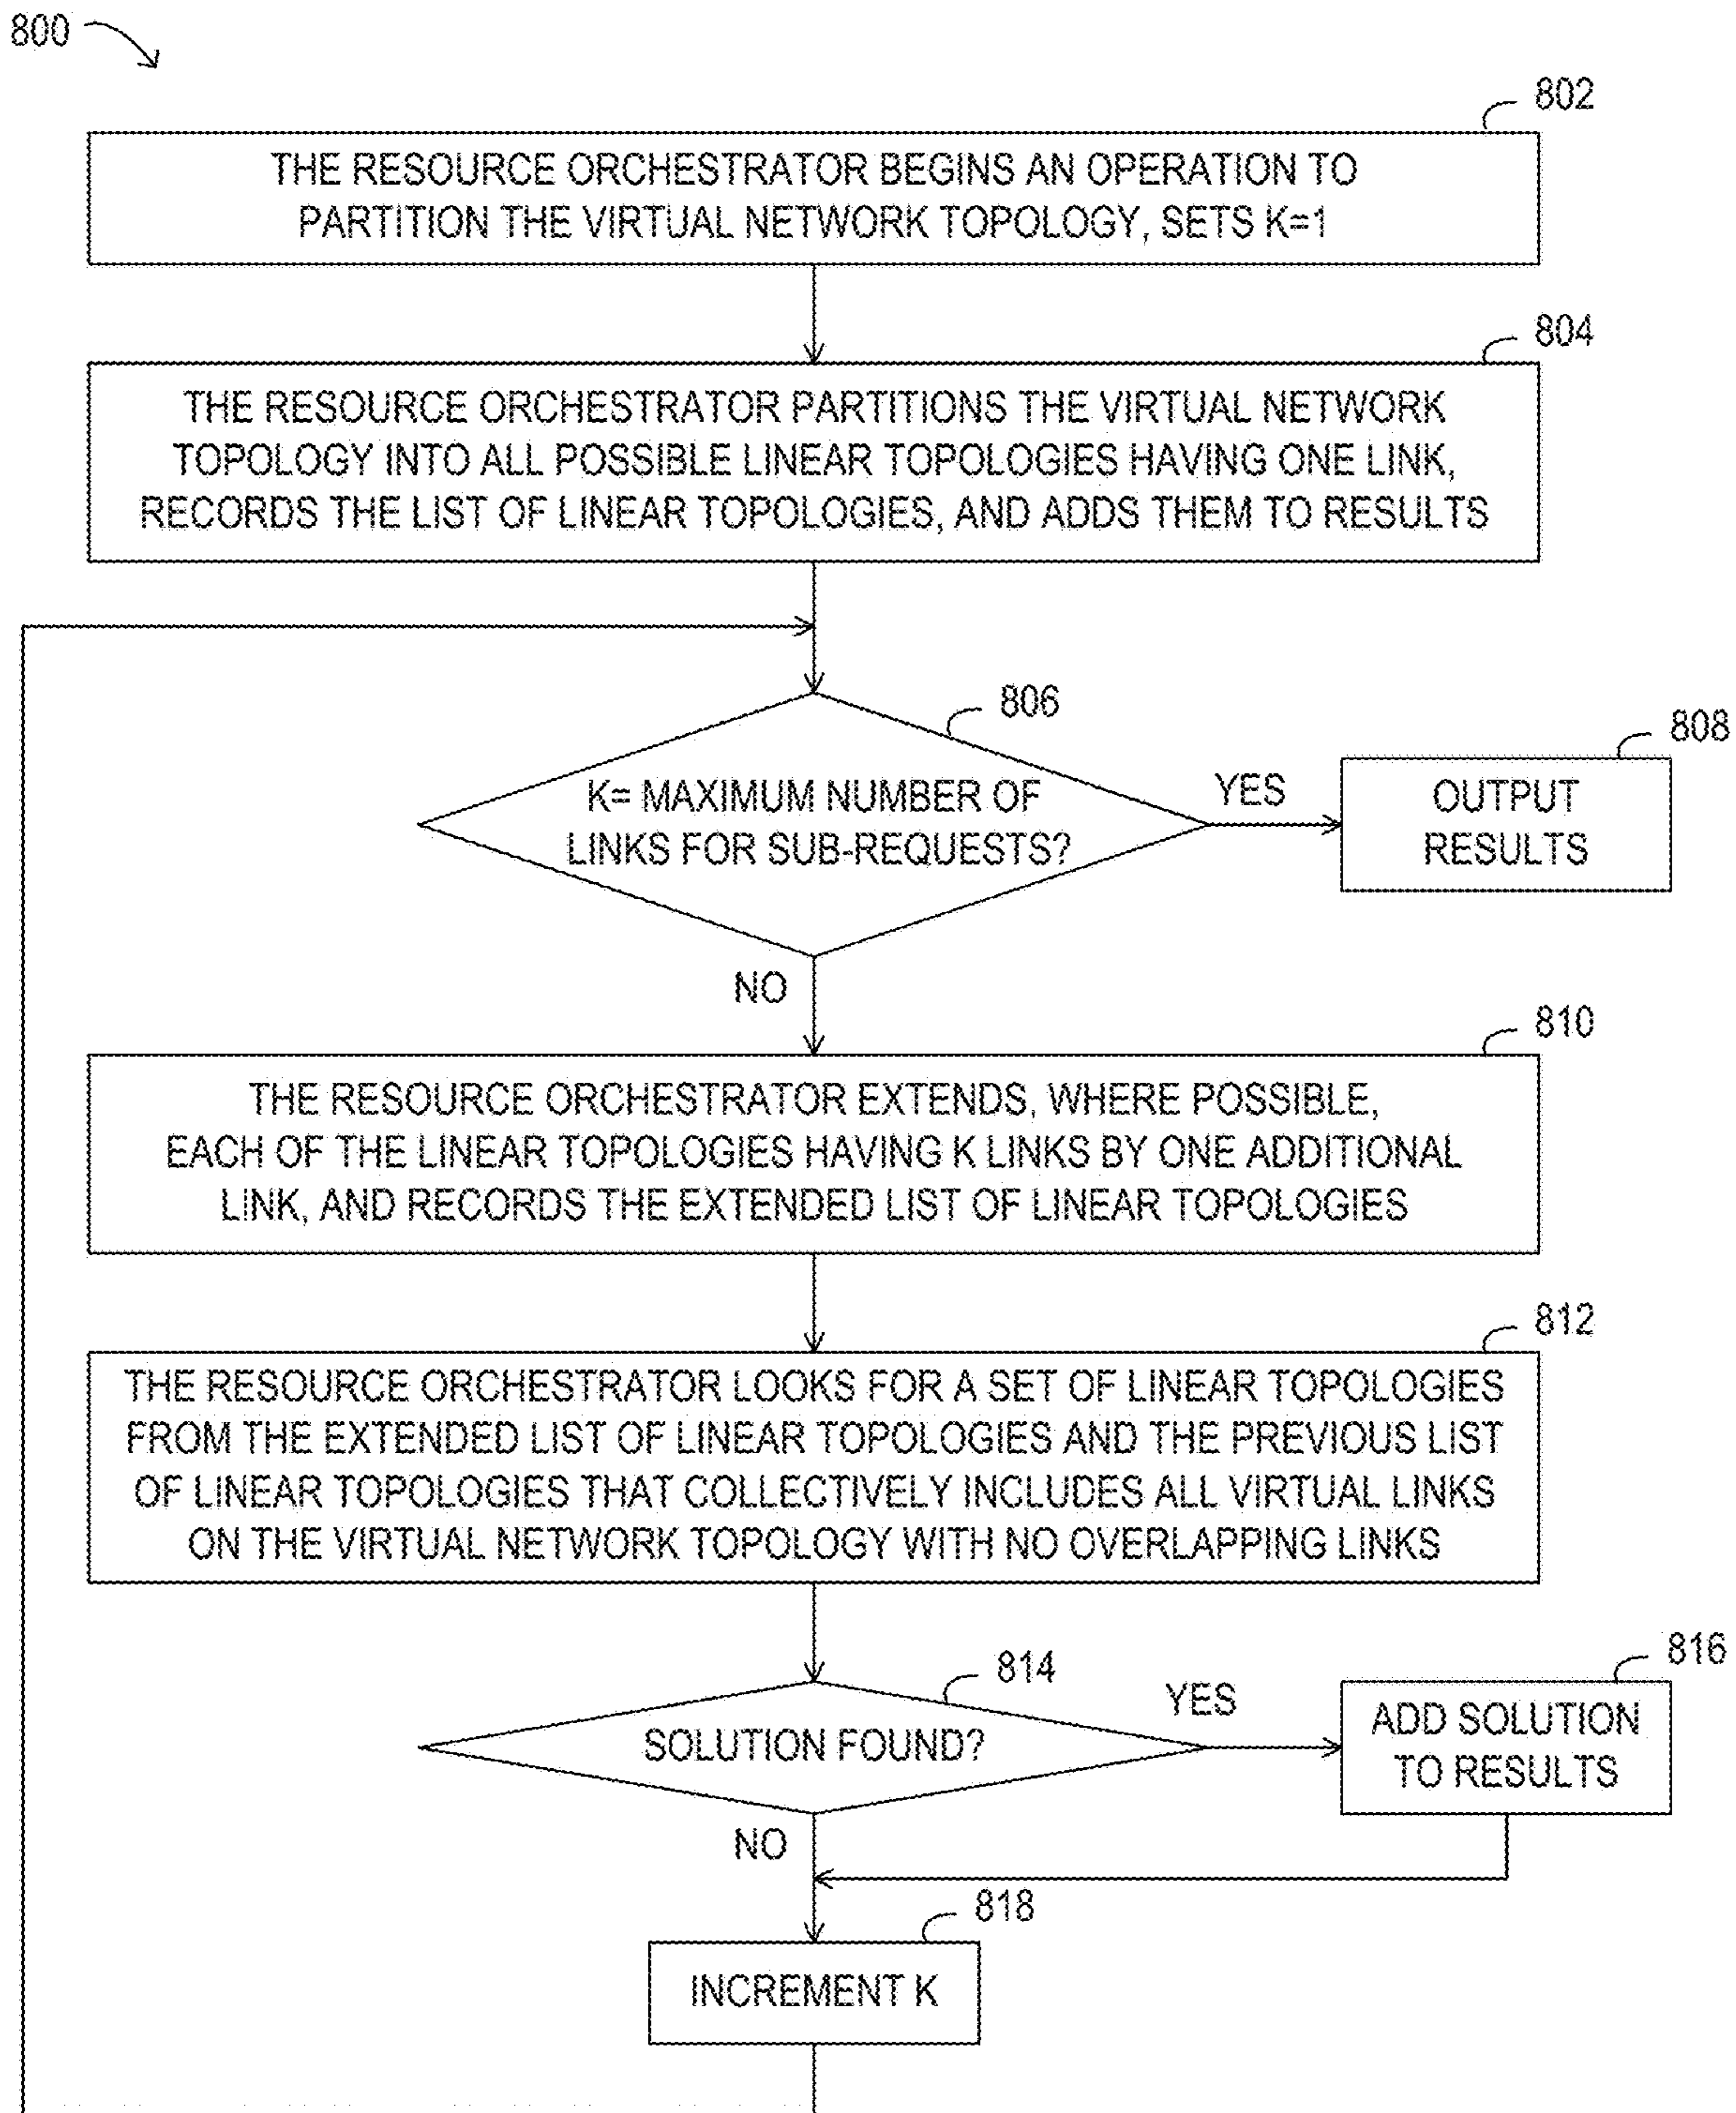 800
802
THE RESOURCE ORCHESTRATOR BEGINS AN OPERATION TO
PARTITION THE VIRTUAL NETWORK TOPOLOGY, SETS K=1
804
THE RESOURCE ORCHESTRATOR PARTITIONS THE VIRTUAL NETWORK
TOPOLOGY INTO ALL POSSIBLE LINEAR TOPOLOGIES HAVING ONE LINK,
RECORDS THE LIST OF LINEAR TOPOLOGIES, AND ADDS THEM TO RESULTS
806
K= MAXIMUM NUMBER OF
LINKS FOR SUB-REQUESTS?
YES
808
OUTPUT
RESULTS
NO
810
THE RESOURCE ORCHESTRATOR EXTENDS, WHERE POSSIBLE,
EACH OF THE LINEAR TOPOLOGIES HAVING K LINKS BY ONE ADDITIONAL
LINK, AND RECORDS THE EXTENDED LIST OF LINEAR TOPOLOGIES
812
THE RESOURCE ORCHESTRATOR LOOKS FOR A SET OF LINEAR TOPOLOGIES
FROM THE EXTENDED LIST OF LINEAR TOPOLOGIES AND THE PREVIOUS LIST
OF LINEAR TOPOLOGIES THAT COLLECTIVELY INCLUDES ALL VIRTUAL LINKS
ON THE VIRTUAL NETWORK TOPOLOGY WITH NO OVERLAPPING LINKS
814
SOLUTION FOUND?
YES
816
ADD SOLUTION
TO RESULTS
NO
818
INCREMENT K